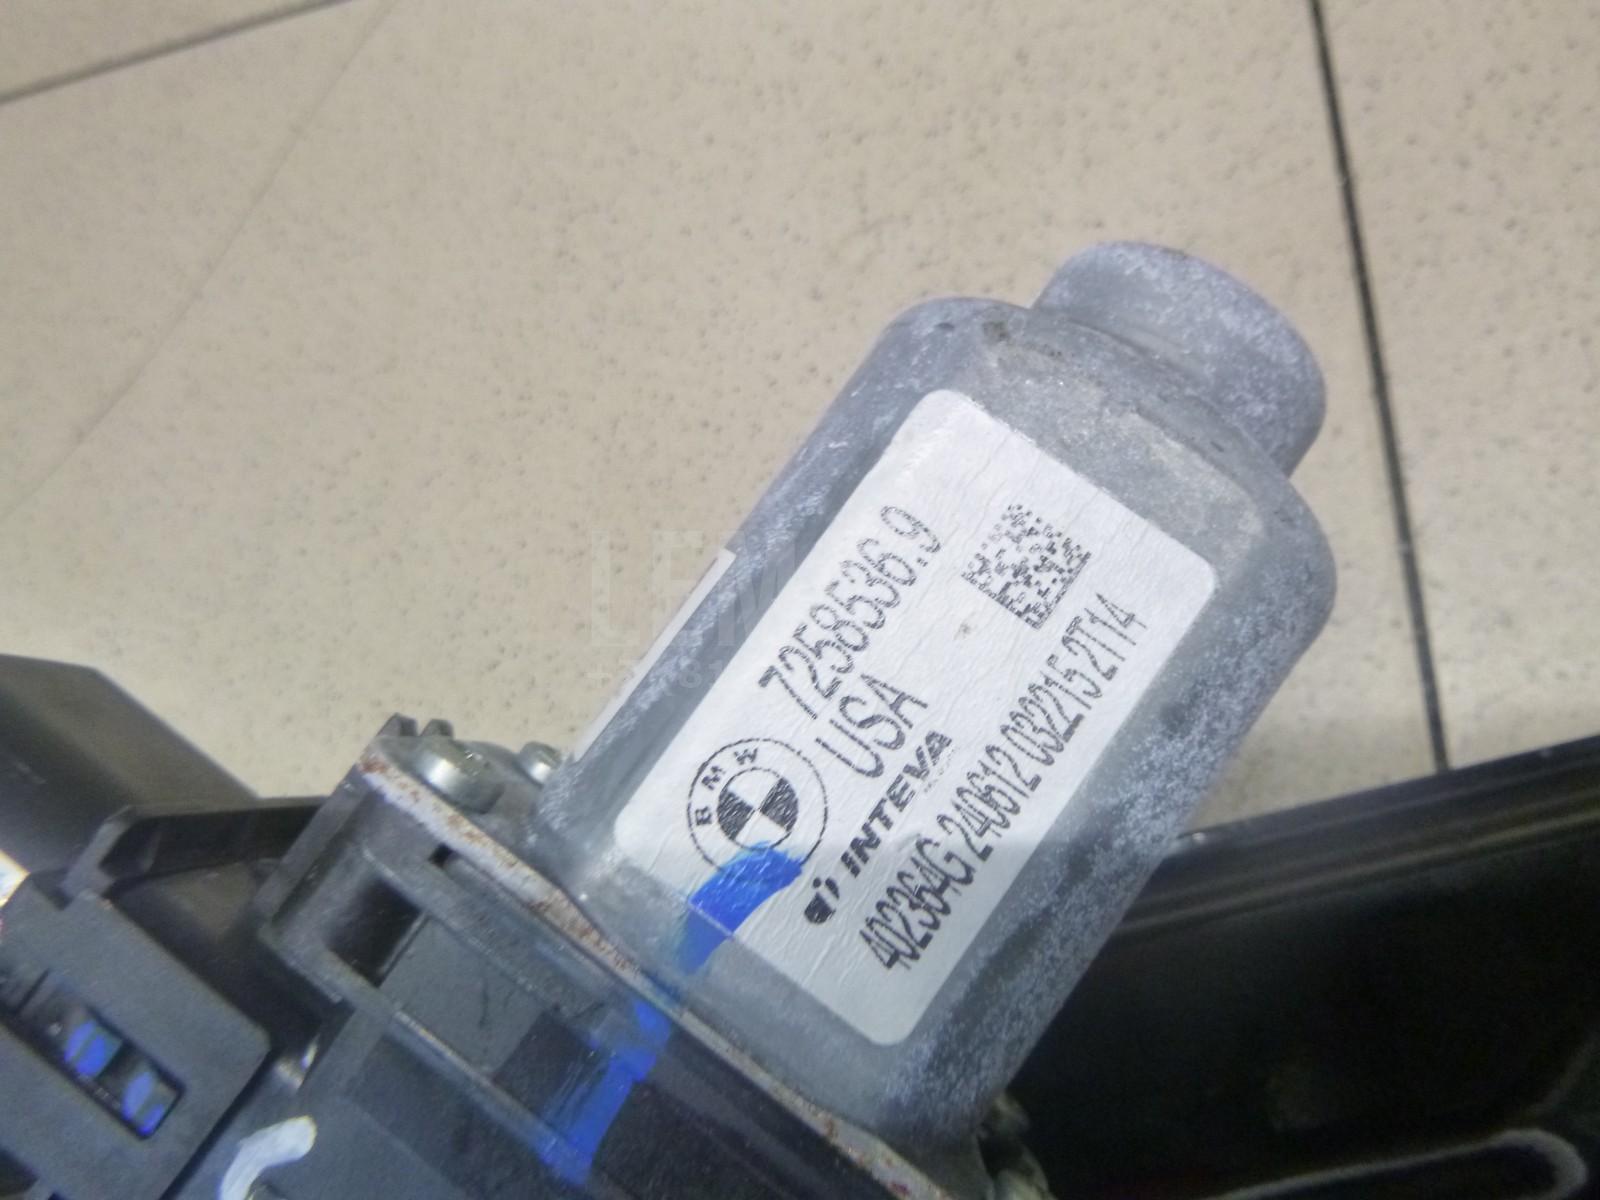 7258536.9
USA
BMW
INTEVA
402364G 240612 032215 2T14